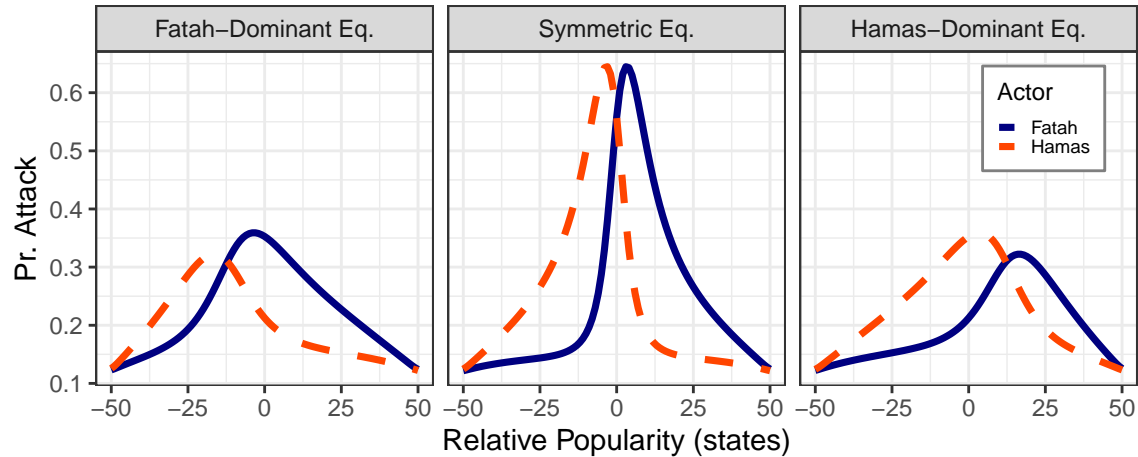 Fatah−Dominant Eq.
Symmetric Eq.
Hamas−Dominant Eq.
Pr. Attack
0.6
0.5
0.4
0.3
0.2
0.1
Actor
Fatah
Hamas
−50 −25 0 25 50
−50 −25 0 25 50
−50 −25 0 25 50
Relative Popularity (states)